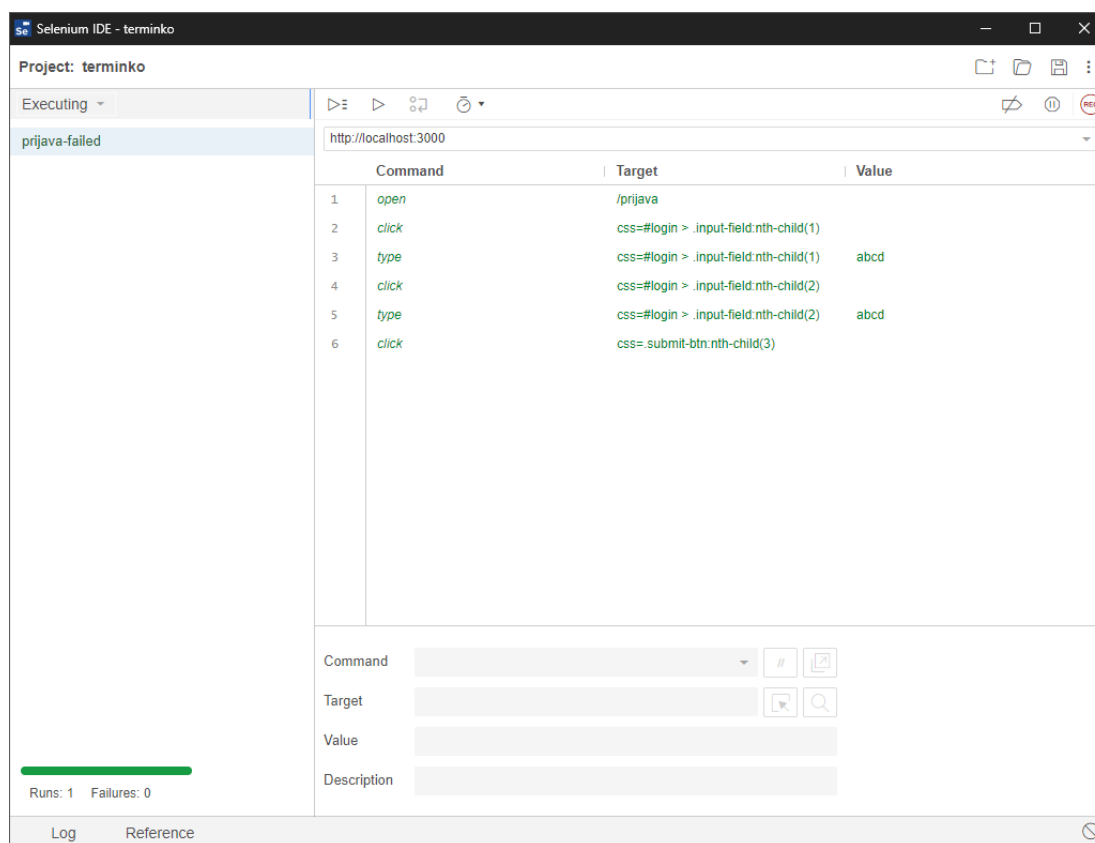 Se Selenium IDE - terminko
Project: terminko
Executing
prijava-failed
http://localhost:3000
Command Target Value
1 open /prijava
2 click css=#login > .input-field:nth-child(1)
3 type css=#login > .input-field:nth-child(1) abcd
4 click css=#login > .input-field:nth-child(2)
5 type css=#login > .input-field:nth-child(2) abcd
6 click css=.submit-btn:nth-child(3)
Command //
Target
Value
Description
Runs: 1 Failures: 0
Log Reference
REC